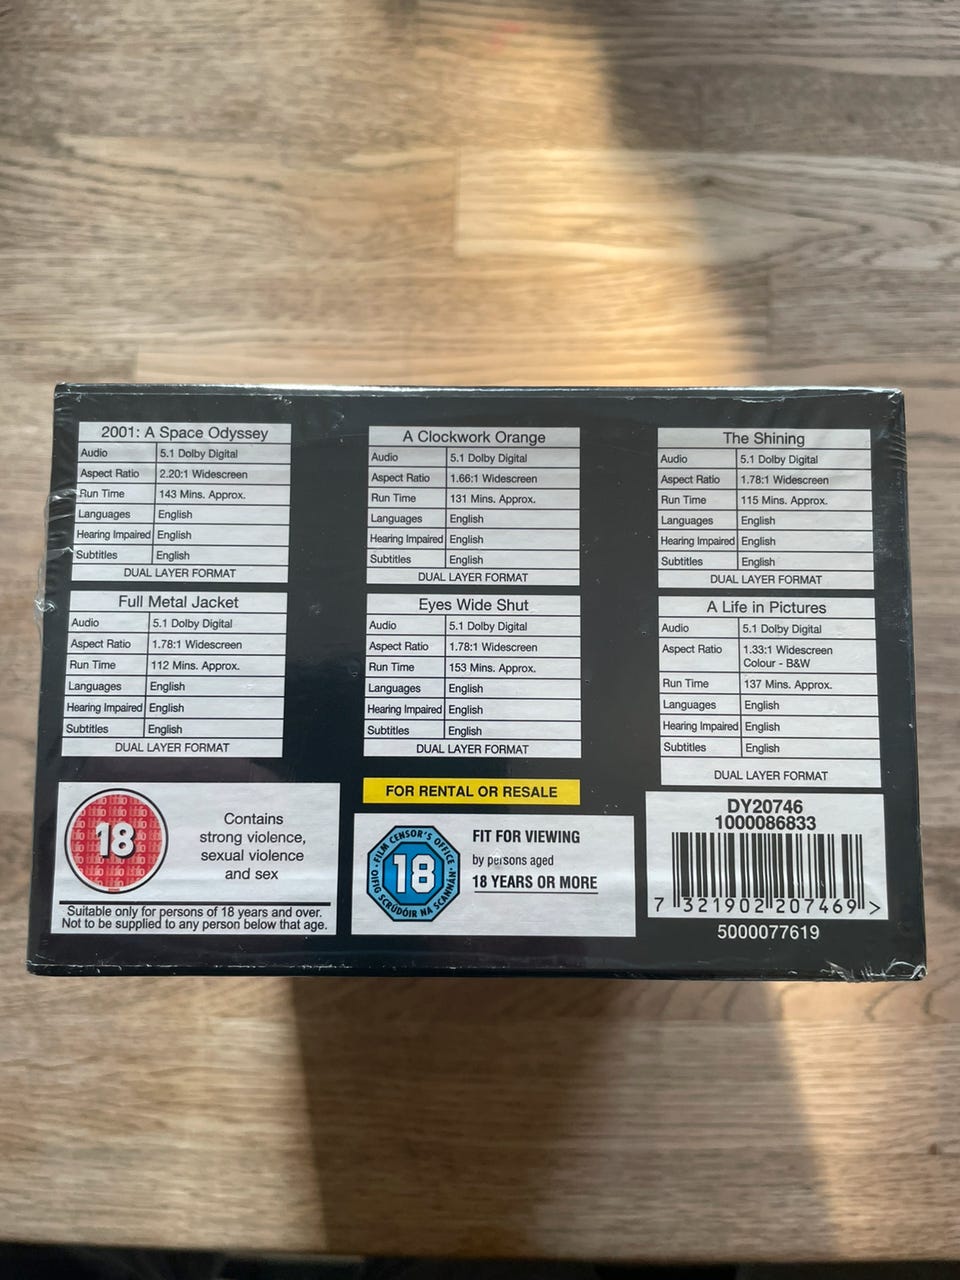 2001: A Space Odyssey
Audio 5.1 Dolby Digital
Aspect Ratio 2.20:1 Widescreen
Run Time 143 Mins. Approx.
Languages English
Hearing Impaired English
Subtitles English
DUAL LAYER FORMAT
A Clockwork Orange
Audio 5.1 Dolby Digital
Aspect Ratio 1.66:1 Widescreen
Run Time 131 Mins. Approx.
Languages English
Hearing Impaired English
Subtitles English
DUAL LAYER FORMAT
The Shining
Audio 5.1 Dolby Digital
Aspect Ratio 1.78:1 Widescreen
Run Time 115 Mins. Approx.
Languages English
Hearing Impaired English
Subtitles English
DUAL LAYER FORMAT
Full Metal Jacket
Audio 5.1 Dolby Digital
Aspect Ratio 1.78:1 Widescreen
Run Time 112 Mins. Approx.
Languages English
Hearing Impaired English
Subtitles English
DUAL LAYER FORMAT
Eyes Wide Shut
Audio 5.1 Dolby Digital
Aspect Ratio 1.78:1 Widescreen
Run Time 153 Mins. Approx.
Languages English
Hearing Impaired English
Subtitles English
DUAL LAYER FORMAT
A Life in Pictures
Audio 5.1 Dolby Digital
Aspect Ratio 1.33:1 Widescreen
Colour - B&W
Run Time 137 Mins. Approx.
Languages English
Hearing Impaired English
Subtitles English
DUAL LAYER FORMAT
18
Contains
strong violence,
sexual violence
and sex
Suitable only for persons of 18 years and over.
Not to be supplied to any person below that age.
FOR RENTAL OR RESALE
FILM CENSOR'S OFFICE
18
OIFIG SCRÚDÓIR NA SCANNÁN
FIT FOR VIEWING
by persons aged
18 YEARS OR MORE
DY20746
1000086833
7 321902 207469 >
5000077619